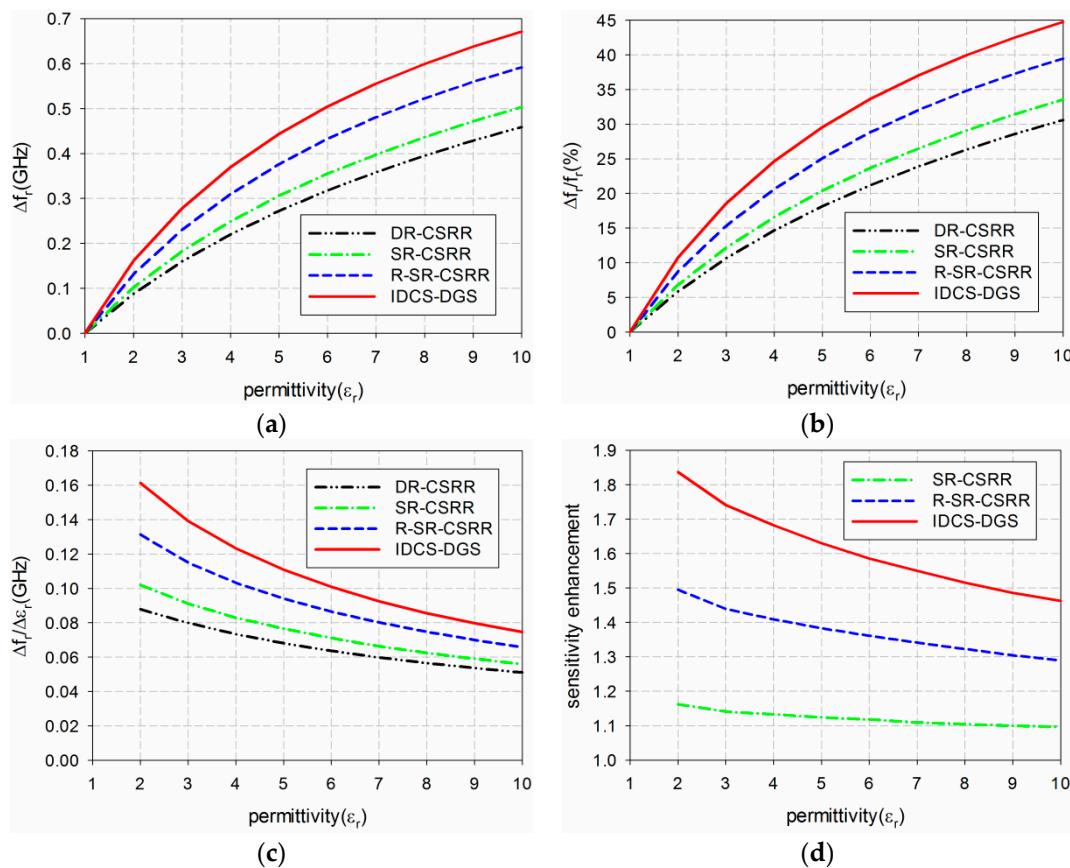 0.7
0.6
0.5
0.4
0.3
0.2
0.1
0.0
Δfr(GHz)
DR-CSRR
SR-CSRR
R-SR-CSRR
IDCS-DGS
1 2 3 4 5 6 7 8 9 10
permittivity(εr)
(a)
45
40
35
30
25
20
15
10
5
0
Δfr/fr(%)
DR-CSRR
SR-CSRR
R-SR-CSRR
IDCS-DGS
1 2 3 4 5 6 7 8 9 10
permittivity(εr)
(b)
0.18
0.16
0.14
0.12
0.10
0.08
0.06
0.04
0.02
0.00
Δfr/Δεr(GHz)
DR-CSRR
SR-CSRR
R-SR-CSRR
IDCS-DGS
1 2 3 4 5 6 7 8 9 10
permittivity(εr)
(c)
1.9
1.8
1.7
1.6
1.5
1.4
1.3
1.2
1.1
1.0
sensitivity enhancement
SR-CSRR
R-SR-CSRR
IDCS-DGS
1 2 3 4 5 6 7 8 9 10
permittivity(εr)
(d)